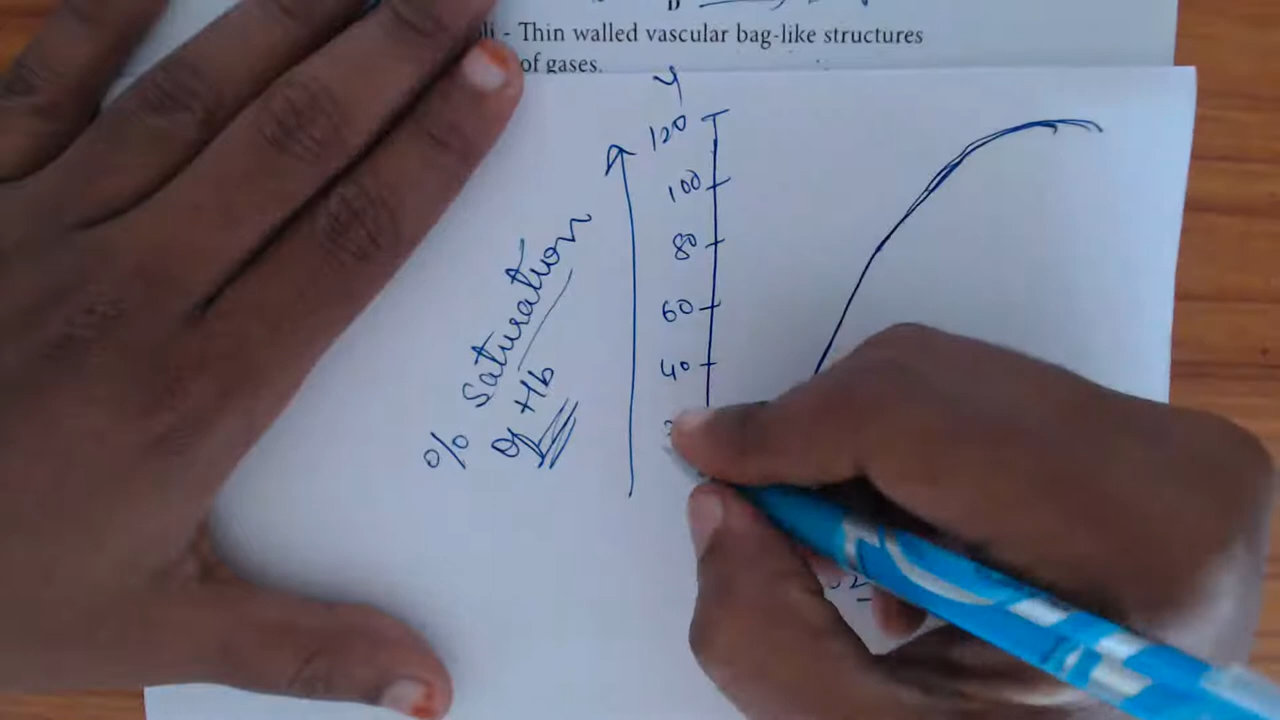 - Thin walled vascular bag-like structures
of gases.
Y
120
100
80
60
40
% Saturation
of Hb